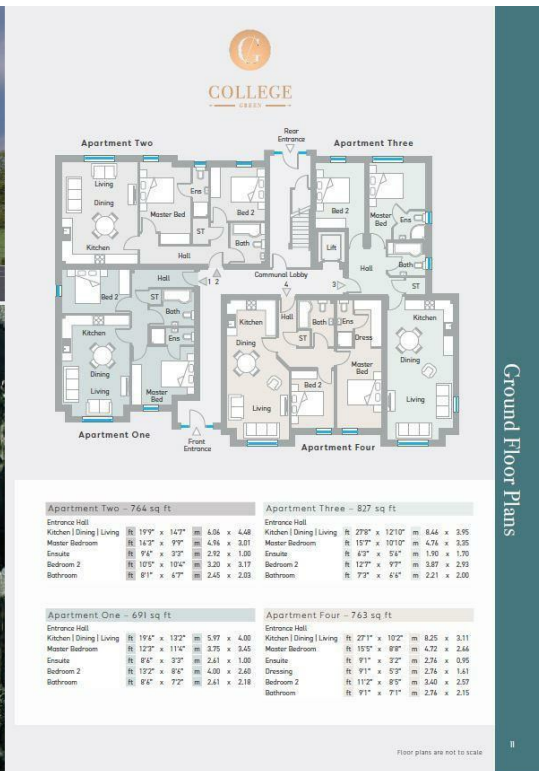 COLLEGE
GREEN
Rear
Entrance
Apartment Two
Apartment Three
Living
Dining
Kitchen
Master Bed
Ens
ST
Bed 2
Bath
Hall
Bed 2
Master
Bed
Ens
Lift
Hall
Bath
ST
Communal Lobby
1 2
3
4
Hall
Bed 2
ST
Bath
Kitchen
Ens
Dining
Living
Master
Bed
Kitchen
Hall
Bath
Ens
Dining
ST
Dress
Master
Bed
Bed 2
Living
Kitchen
Dining
Living
Apartment One
Front
Entrance
Apartment Four
Ground Floor Plans
Apartment Two – 764 sq ft
Entrance Hall
Kitchen | Dining | Living ft 19'9" x 14'7" m 6.06 x 4.48
Master Bedroom ft 16'3" x 9'9" m 4.96 x 3.01
Ensuite ft 9'6" x 3'3" m 2.92 x 1.00
Bedroom 2 ft 10'5" x 10'4" m 3.20 x 3.17
Bathroom ft 8'1" x 6'7" m 2.45 x 2.03
Apartment Three – 827 sq ft
Entrance Hall
Kitchen | Dining | Living ft 27'8" x 12'10" m 8.46 x 3.95
Master Bedroom ft 15'7" x 10'10" m 4.76 x 3.35
Ensuite ft 6'3" x 5'6" m 1.90 x 1.70
Bedroom 2 ft 12'7" x 9'7" m 3.87 x 2.93
Bathroom ft 7'3" x 6'6" m 2.21 x 2.00
Apartment One – 691 sq ft
Entrance Hall
Kitchen | Dining | Living ft 19'6" x 13'2" m 5.97 x 4.00
Master Bedroom ft 12'3" x 11'4" m 3.75 x 3.45
Ensuite ft 8'6" x 3'3" m 2.61 x 1.00
Bedroom 2 ft 13'2" x 8'6" m 4.00 x 2.60
Bathroom ft 8'6" x 7'2" m 2.61 x 2.18
Apartment Four – 763 sq ft
Entrance Hall
Kitchen | Dining | Living ft 27'1" x 10'2" m 8.25 x 3.11
Master Bedroom ft 15'5" x 8'8" m 4.72 x 2.66
Ensuite ft 9'1" x 3'2" m 2.76 x 0.95
Dressing ft 9'1" x 5'3" m 2.76 x 1.61
Bedroom 2 ft 11'2" x 8'5" m 3.40 x 2.57
Bathroom ft 9'1" x 7'1" m 2.76 x 2.15
Floor plans are not to scale
11